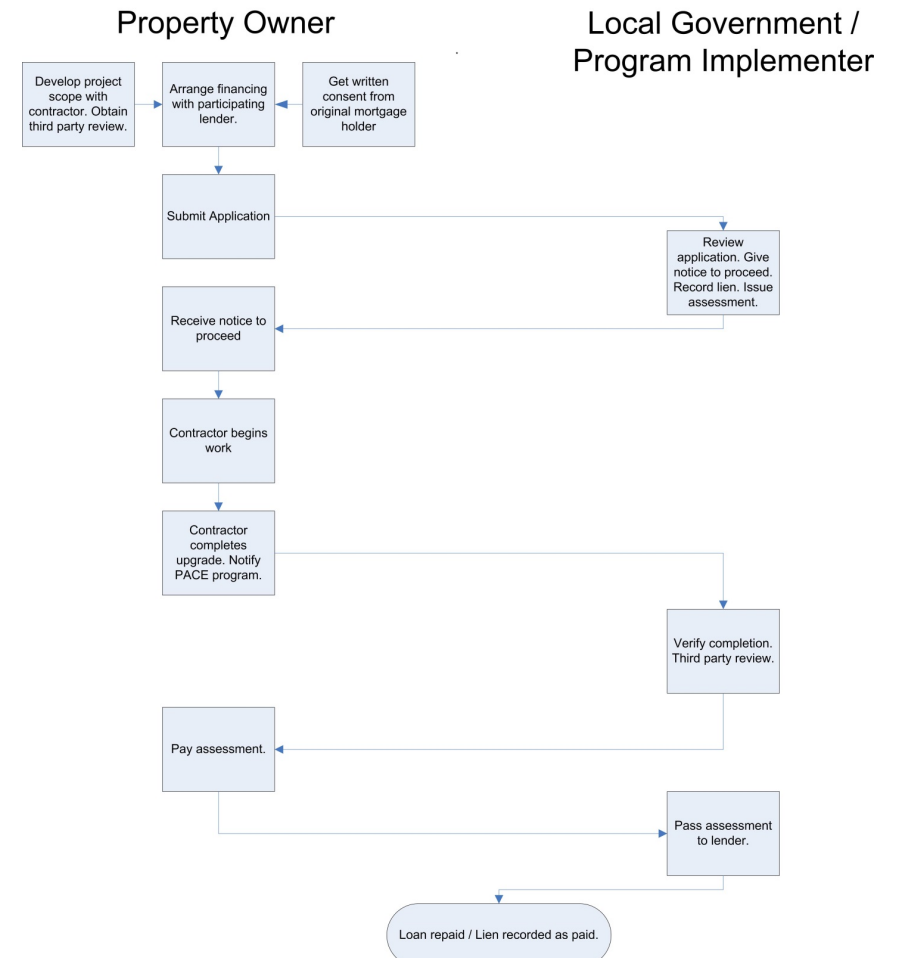 Property Owner
Local Government /
Program Implementer
Develop project
scope with
contractor. Obtain
third party review.
Arrange financing
with participating
lender.
Get written
consent from
original mortgage
holder
Submit Application
Review
application. Give
notice to proceed.
Record lien. Issue
assessment.
Receive notice to
proceed
Contractor begins
work
Contractor
completes
upgrade. Notify
PACE program.
Verify completion.
Third party review.
Pay assessment.
Pass assessment
to lender.
Loan repaid / Lien recorded as paid.